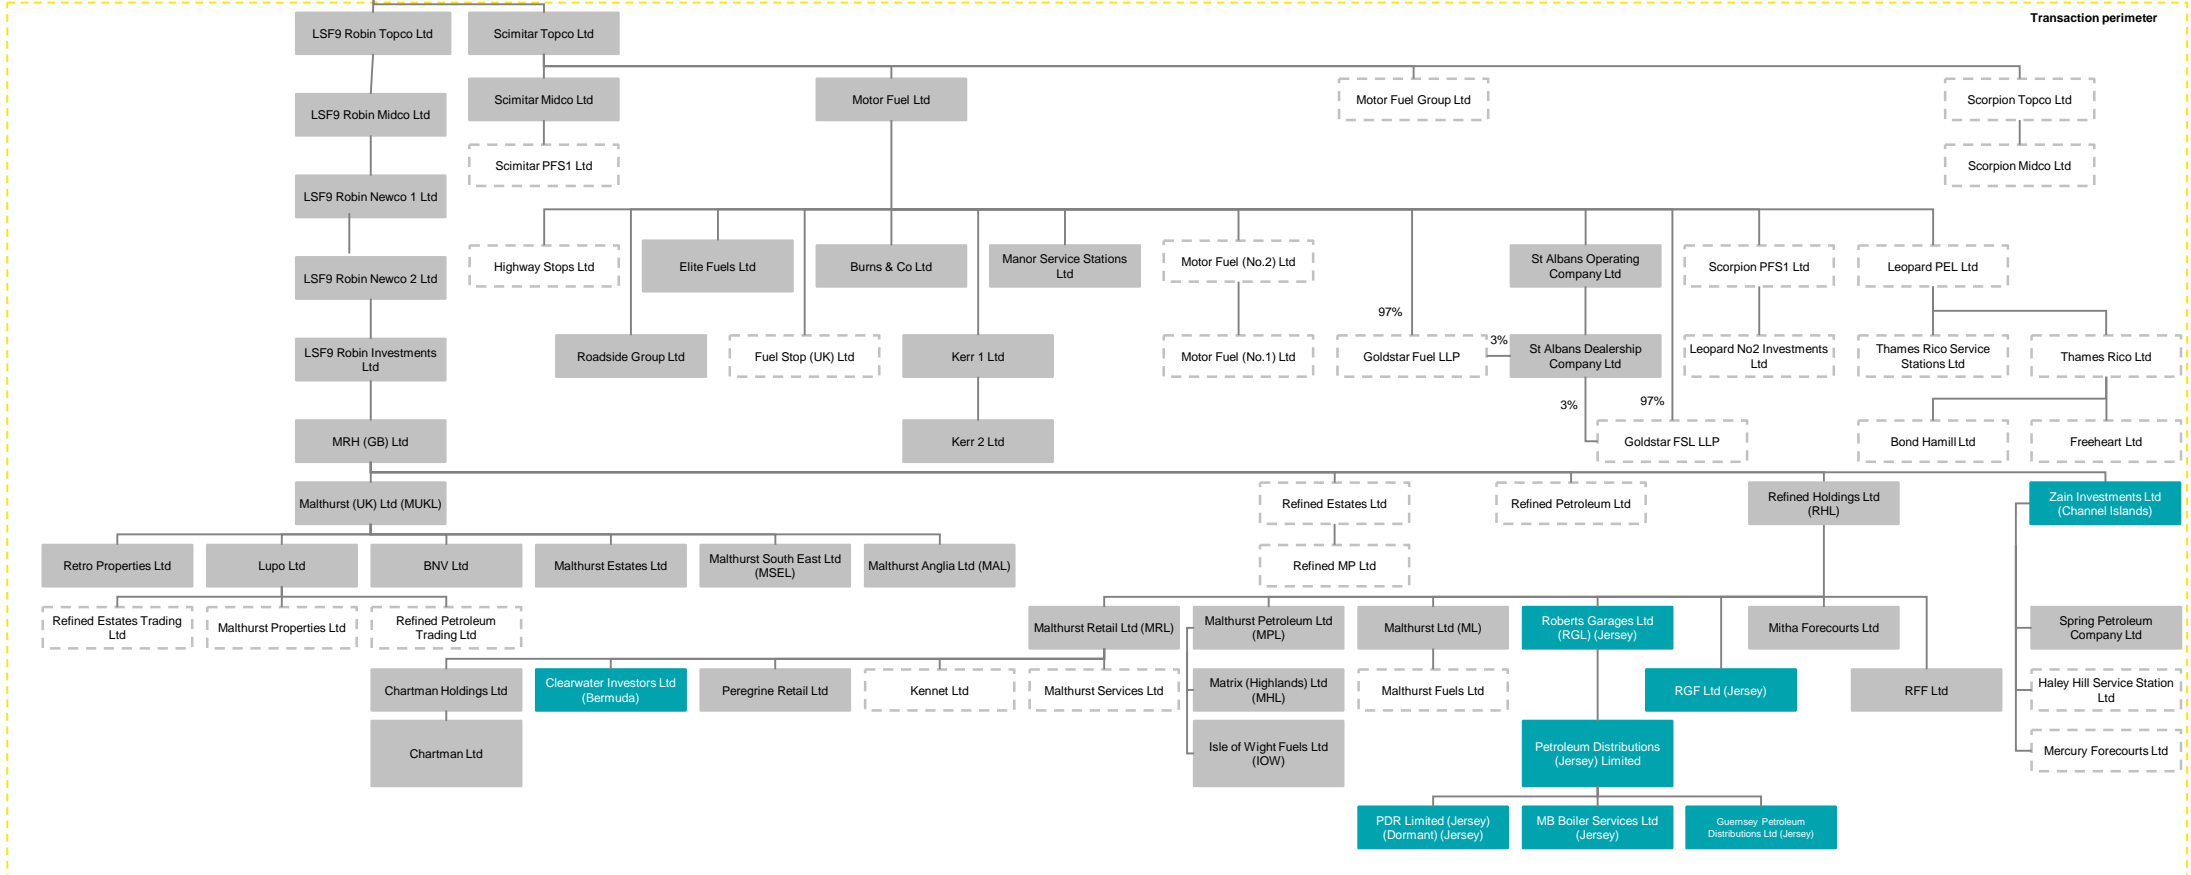 Transaction perimeter
LSF9 Robin Topco Ltd
Scimitar Topco Ltd
LSF9 Robin Midco Ltd
Scimitar Midco Ltd
Motor Fuel Ltd
Motor Fuel Group Ltd
Scorpion Topco Ltd
Scimitar PFS1 Ltd
Scorpion Midco Ltd
LSF9 Robin Newco 1 Ltd
LSF9 Robin Newco 2 Ltd
Highway Stops Ltd
Elite Fuels Ltd
Burns & Co Ltd
Manor Service Stations
Ltd
Motor Fuel (No.2) Ltd
St Albans Operating
Company Ltd
Scorpion PFS1 Ltd
Leopard PEL Ltd
97%
3%
LSF9 Robin Investments
Ltd
Roadside Group Ltd
Fuel Stop (UK) Ltd
Kerr 1 Ltd
Motor Fuel (No.1) Ltd
Goldstar Fuel LLP
St Albans Dealership
Company Ltd
Leopard No2 Investments
Ltd
Thames Rico Service
Stations Ltd
Thames Rico Ltd
3%
97%
MRH (GB) Ltd
Kerr 2 Ltd
Goldstar FSL LLP
Bond Hamill Ltd
Freeheart Ltd
Malthurst (UK) Ltd (MUKL)
Refined Estates Ltd
Refined Petroleum Ltd
Refined Holdings Ltd
(RHL)
Zain Investments Ltd
(Channel Islands)
Retro Properties Ltd
Lupo Ltd
BNV Ltd
Malthurst Estates Ltd
Malthurst South East Ltd
(MSEL)
Malthurst Anglia Ltd (MAL)
Refined MP Ltd
Refined Estates Trading
Ltd
Malthurst Properties Ltd
Refined Petroleum
Trading Ltd
Malthurst Retail Ltd (MRL)
Malthurst Petroleum Ltd
(MPL)
Malthurst Ltd (ML)
Roberts Garages Ltd
(RGL) (Jersey)
Mitha Forecourts Ltd
Spring Petroleum
Company Ltd
Chartman Holdings Ltd
Clearwater Investors Ltd
(Bermuda)
Peregrine Retail Ltd
Kennet Ltd
Malthurst Services Ltd
Matrix (Highlands) Ltd
(MHL)
Malthurst Fuels Ltd
RGF Ltd (Jersey)
RFF Ltd
Haley Hill Service Station
Ltd
Chartman Ltd
Isle of Wight Fuels Ltd
(IOW)
Petroleum Distributions
(Jersey) Limited
Mercury Forecourts Ltd
PDR Limited (Jersey)
(Dormant) (Jersey)
MB Boiler Services Ltd
(Jersey)
Guernsey Petroleum
Distributions Ltd (Jersey)